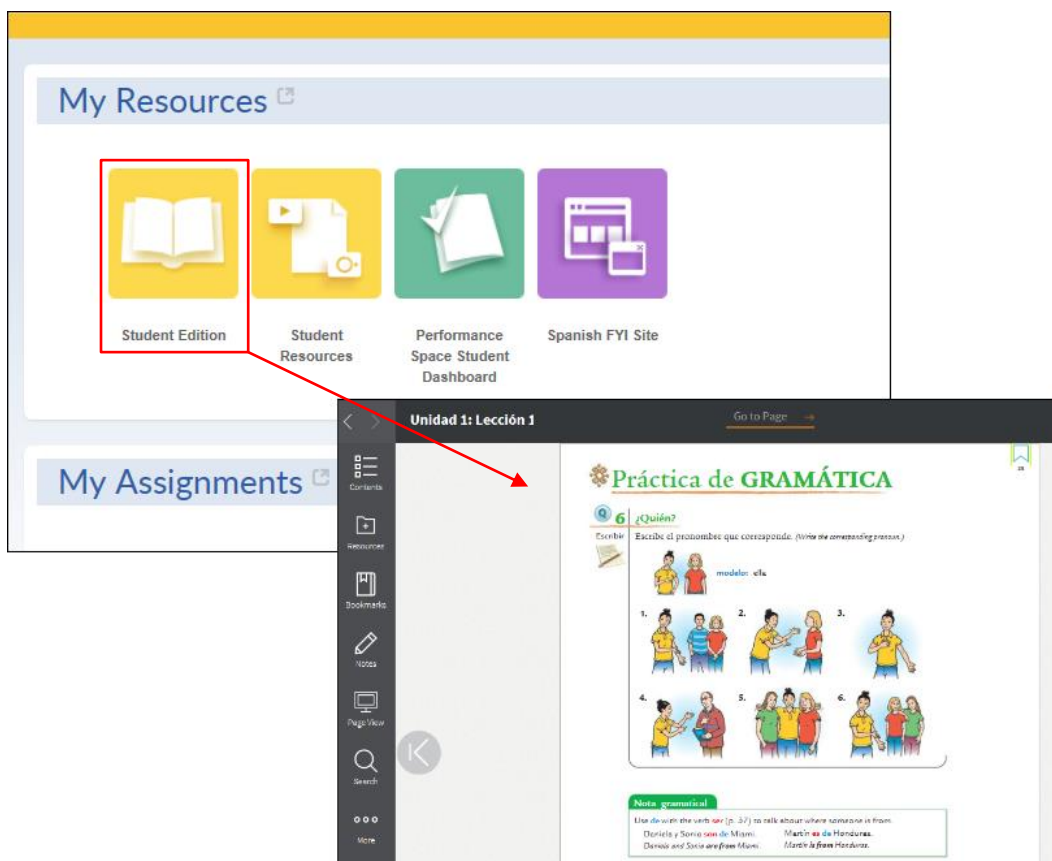 My Resources
Student Edition
Student
Resources
Performance
Space Student
Dashboard
Spanish FYI Site
My Assignments
Unidad 1: Lección 1
Go to Page
Contents
Resources
Bookmarks
Notes
Page View
Search
More
Práctica de GRAMÁTICA
6 ¿Quién?
Escribir
Escribe el pronombre que corresponde. (Write the corresponding pronoun.)
modelo: ella
1. 2. 3.
4. 5. 6.
Nota gramatical
Use de with the verb ser (p. 37) to talk about where someone is from.
Daniela y Sonia son de Miami. Martín es de Honduras.
Daniela and Sonia are from Miami. Martín is from Honduras.